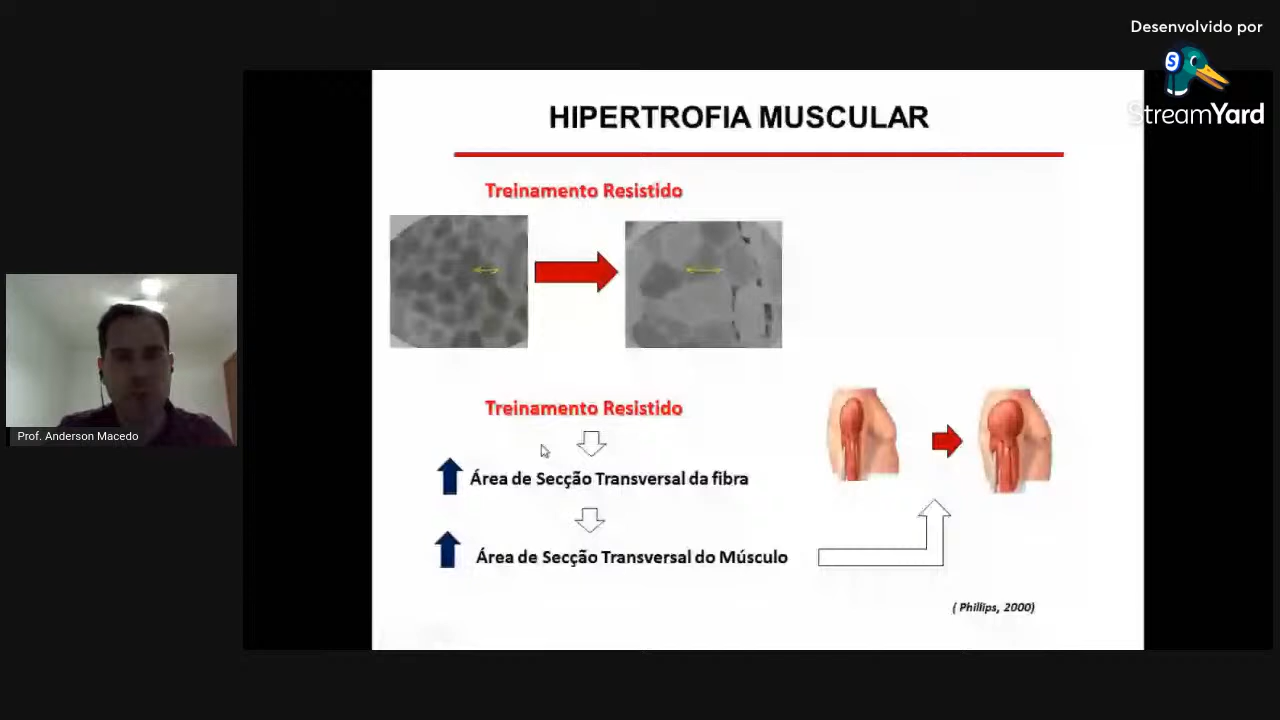 Desenvolvido por
StreamYard
HIPERTROFIA MUSCULAR
Treinamento Resistido
Treinamento Resistido
Área de Secção Transversal da fibra
Área de Secção Transversal do Músculo
( Phillips, 2000)
Prof. Anderson Macedo